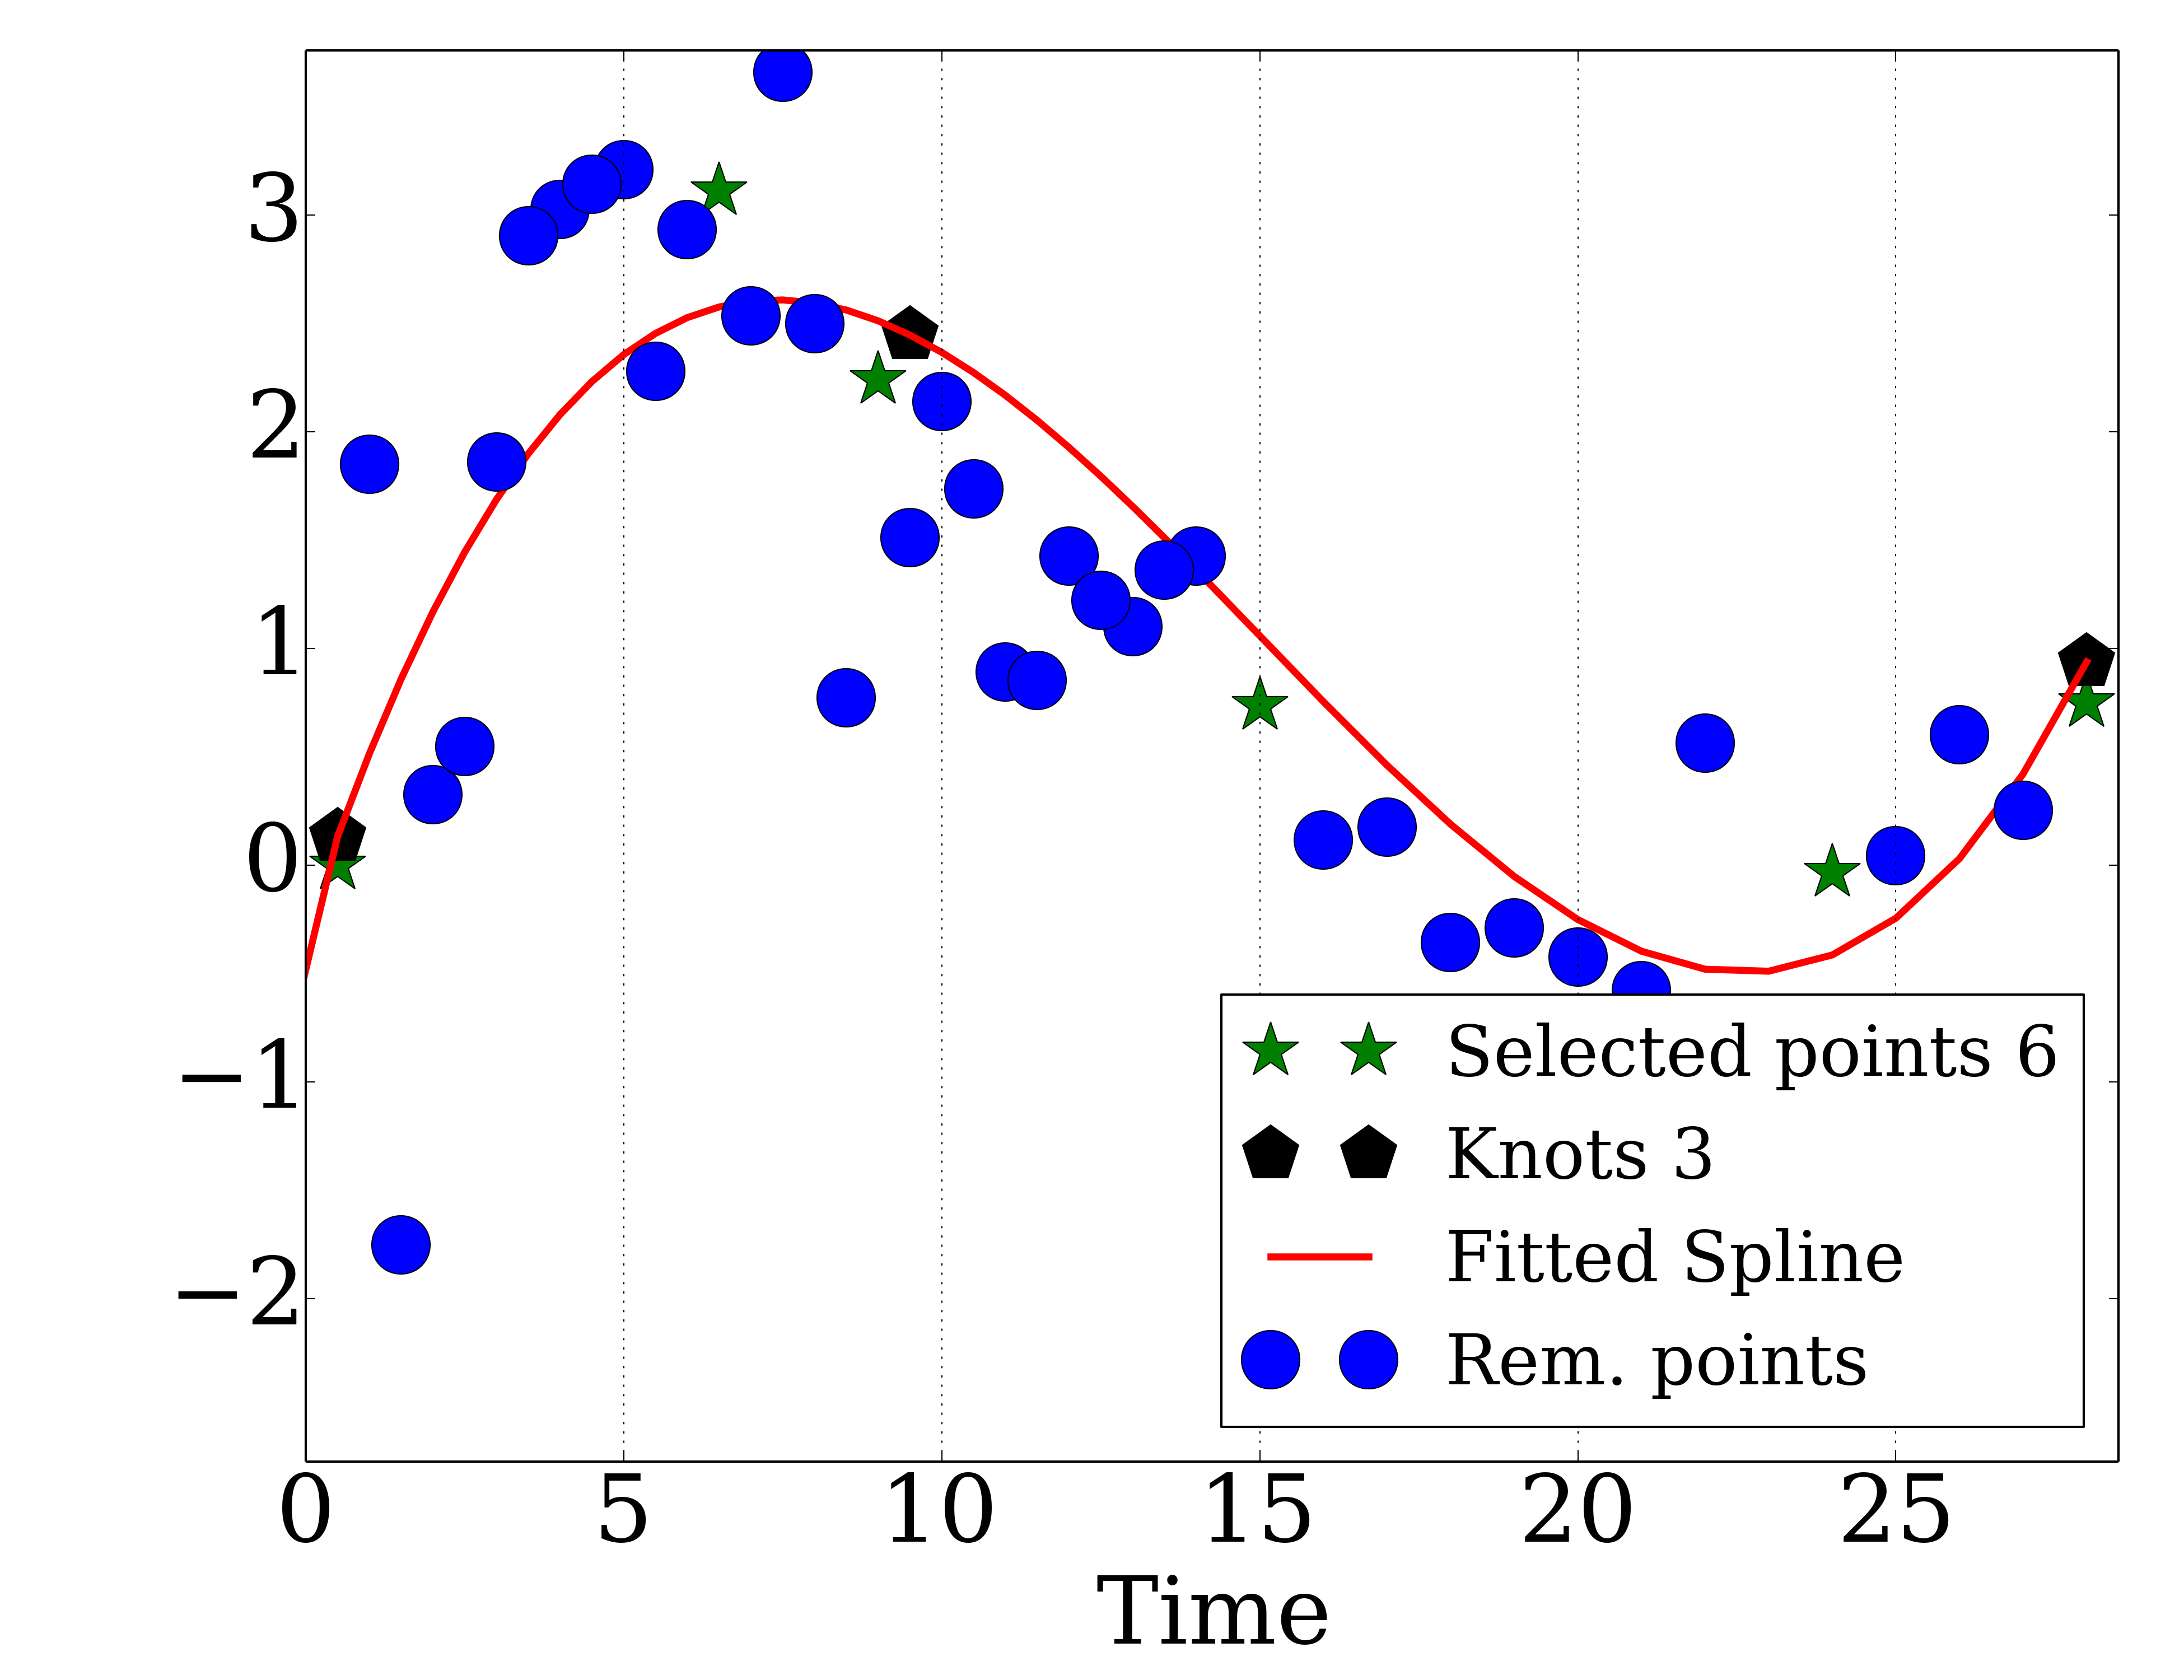 3
2
1
0
−1
−2
Selected points 6
Knots 3
Fitted Spline
Rem. points
0 5 10 15 20 25
Time